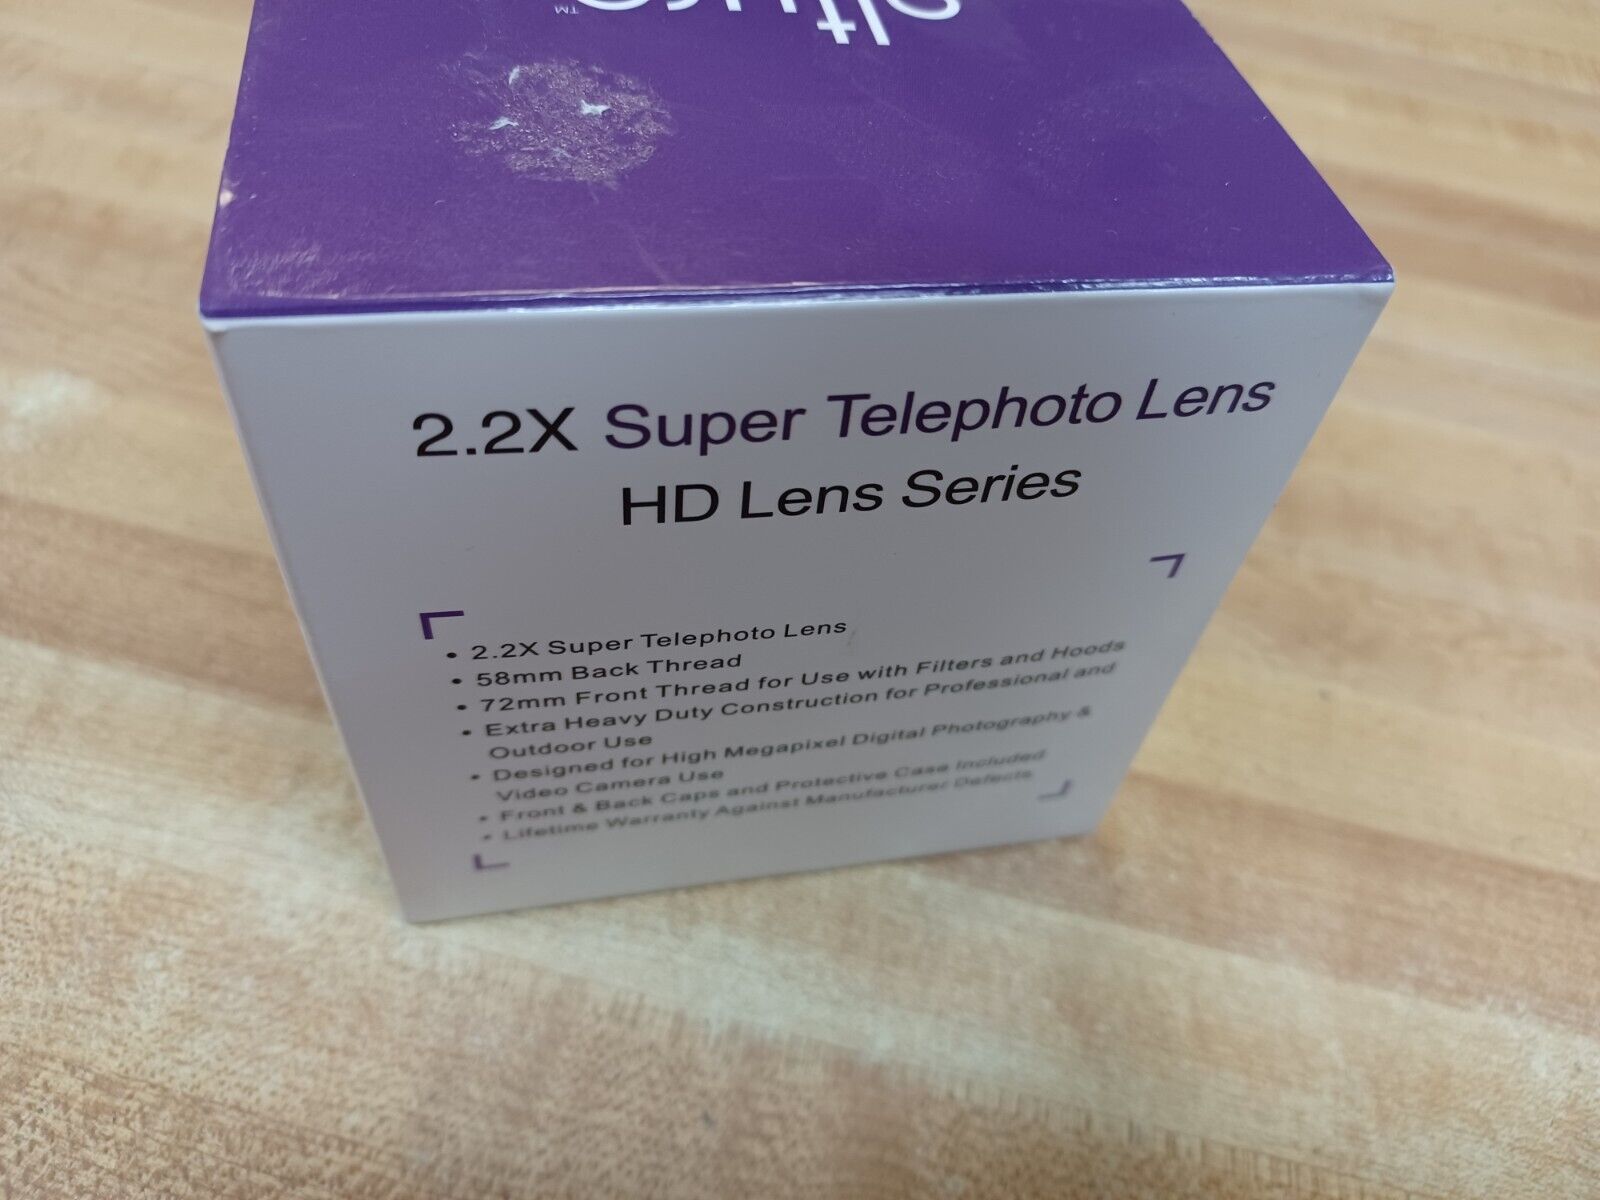 altura™
2.2X Super Telephoto Lens
HD Lens Series
• 2.2X Super Telephoto Lens
• 58mm Back Thread
• 72mm Front Thread for Use with Filters and Hoods
• Extra Heavy Duty Construction for Professional and
Outdoor Use
• Designed for High Megapixel Digital Photography &
Video Camera Use
• Front & Back Caps and Protective Case Included
• Lifetime Warranty Against Manufacturer Defects